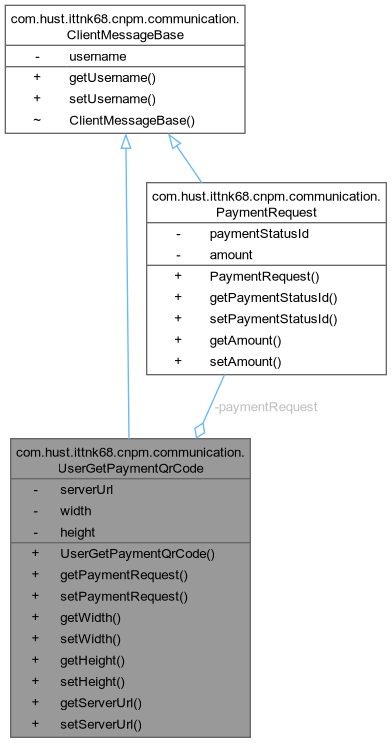 com.hust.ittnk68.cnpm.communication.
ClientMessageBase
- username
+ getUsername()
+ setUsername()
~ ClientMessageBase()
com.hust.ittnk68.cnpm.communication.
PaymentRequest
- paymentStatusId
- amount
+ PaymentRequest()
+ getPaymentStatusId()
+ setPaymentStatusId()
+ getAmount()
+ setAmount()
-paymentRequest
com.hust.ittnk68.cnpm.communication.
UserGetPaymentQrCode
- serverUrl
- width
- height
+ UserGetPaymentQrCode()
+ getPaymentRequest()
+ setPaymentRequest()
+ getWidth()
+ setWidth()
+ getHeight()
+ setHeight()
+ getServerUrl()
+ setServerUrl()